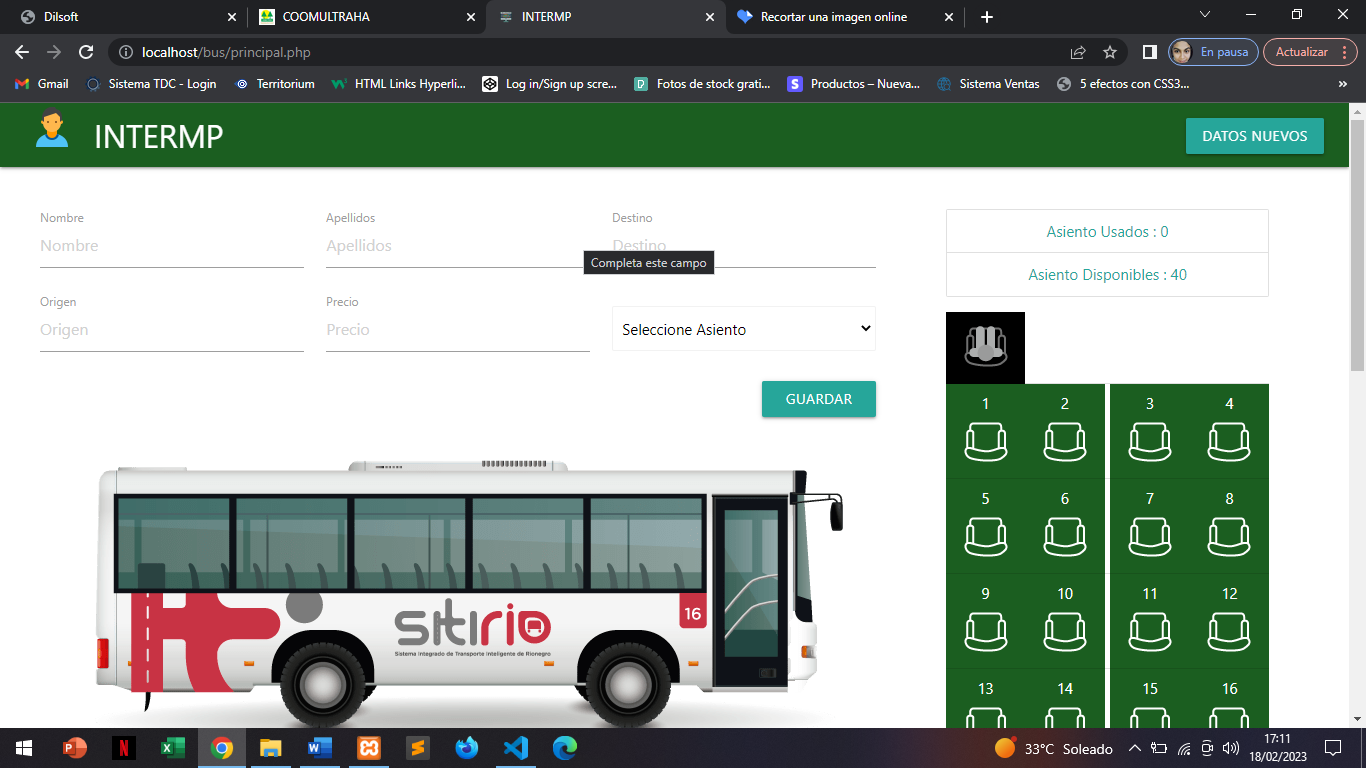 Dilsoft
COOMULTRAHA
INTERMP
Recortar una imagen online
localhost/bus/principal.php
En pausa
Actualizar
Gmail
Sistema TDC - Login
Territorium
HTML Links Hyperli...
Log in/Sign up scre...
Fotos de stock grati...
Productos – Nueva...
Sistema Ventas
5 efectos con CSS3...
»
INTERMP
DATOS NUEVOS
Nombre
Apellidos
Destino
Nombre
Apellidos
Destino
Completa este campo
Origen
Precio
Origen
Precio
Seleccione Asiento
GUARDAR
Asiento Usados : 0
Asiento Disponibles : 40
1 2 3 4
5 6 7 8
9 10 11 12
13 14 15 16
16
sitirio
Sistema Integrado de Transporte Inteligente de Rionegro
33°C Soleado
17:11
18/02/2023